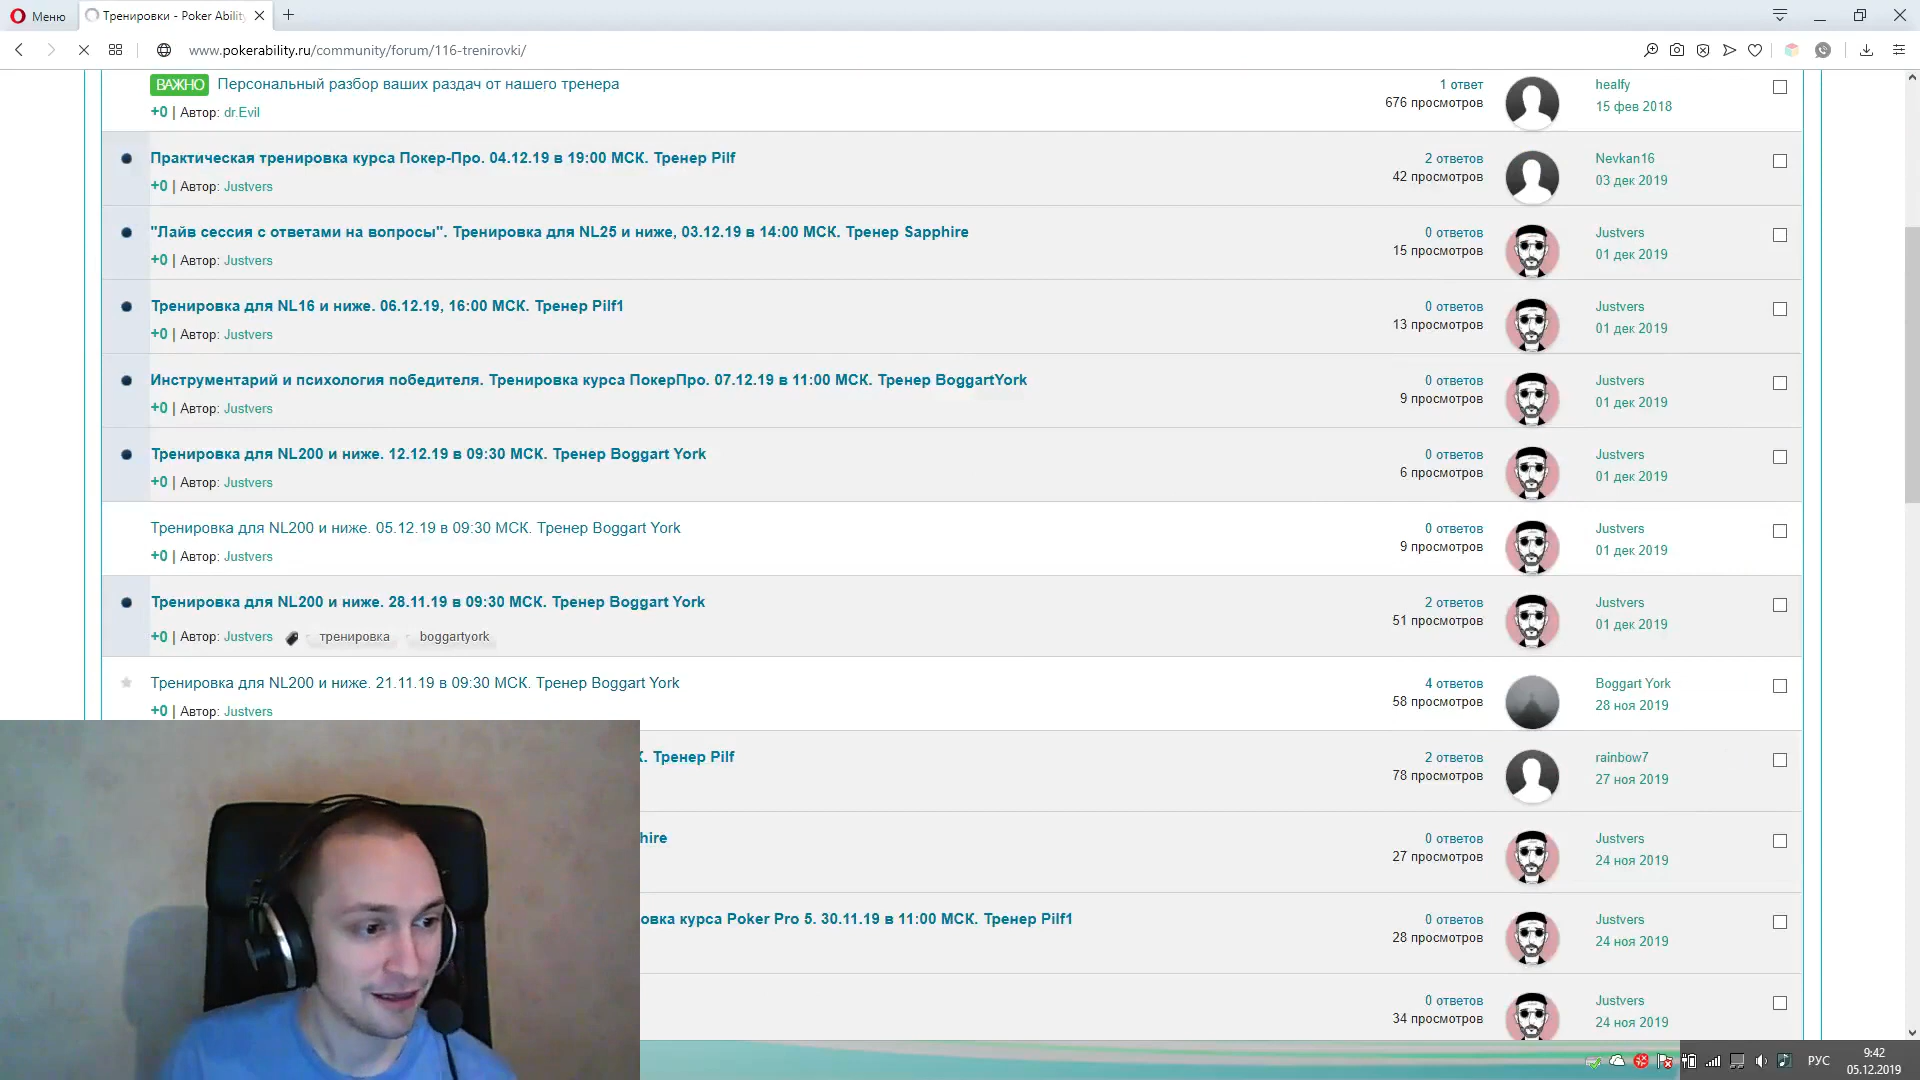 Меню
Тренировки - Poker Ability
www.pokerability.ru/community/forum/116-trenirovki/
ВАЖНО Персональный разбор ваших раздач от нашего тренера
+0 | Автор: dr.Evil
1 ответ
676 просмотров
healfy
15 фев 2018
Практическая тренировка курса Покер-Про. 04.12.19 в 19:00 МСК. Тренер Pilf
+0 | Автор: Justvers
2 ответов
42 просмотров
Nevkan16
03 дек 2019
"Лайв сессия с ответами на вопросы". Тренировка для NL25 и ниже, 03.12.19 в 14:00 МСК. Тренер Sapphire
+0 | Автор: Justvers
0 ответов
15 просмотров
Justvers
01 дек 2019
Тренировка для NL16 и ниже. 06.12.19, 16:00 МСК. Тренер Pilf1
+0 | Автор: Justvers
0 ответов
13 просмотров
Justvers
01 дек 2019
Инструментарий и психология победителя. Тренировка курса ПокерПро. 07.12.19 в 11:00 МСК. Тренер BoggartYork
+0 | Автор: Justvers
0 ответов
9 просмотров
Justvers
01 дек 2019
Тренировка для NL200 и ниже. 12.12.19 в 09:30 МСК. Тренер Boggart York
+0 | Автор: Justvers
0 ответов
6 просмотров
Justvers
01 дек 2019
Тренировка для NL200 и ниже. 05.12.19 в 09:30 МСК. Тренер Boggart York
+0 | Автор: Justvers
0 ответов
9 просмотров
Justvers
01 дек 2019
Тренировка для NL200 и ниже. 28.11.19 в 09:30 МСК. Тренер Boggart York
+0 | Автор: Justvers тренировка boggartyork
2 ответов
51 просмотров
Justvers
01 дек 2019
Тренировка для NL200 и ниже. 21.11.19 в 09:30 МСК. Тренер Boggart York
+0 | Автор: Justvers
4 ответов
58 просмотров
Boggart York
28 ноя 2019
К. Тренер Pilf
2 ответов
78 просмотров
rainbow7
27 ноя 2019
hire
0 ответов
27 просмотров
Justvers
24 ноя 2019
овка курса Poker Pro 5. 30.11.19 в 11:00 МСК. Тренер Pilf1
0 ответов
28 просмотров
Justvers
24 ноя 2019
0 ответов
34 просмотров
Justvers
24 ноя 2019
РУС
9:42
05.12.2019